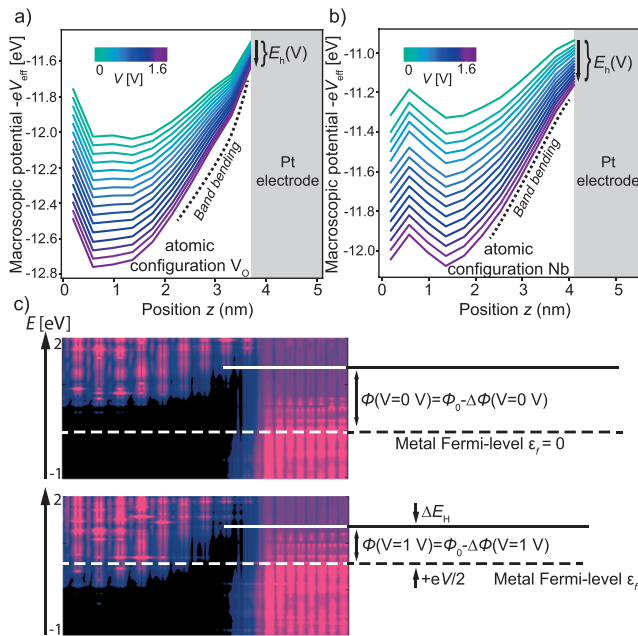 a)
b)
Macroscopic potential -eV_eff [eV]
-11.6
-11.8
-12.0
-12.2
-12.4
-12.6
-12.8
0
1.6
V [V]
E_h(V)
Band bending
Pt
electrode
atomic
configuration V_O
0
1
2
3
4
5
Position z (nm)
Macroscopic potential -eV_eff [eV]
-11.0
-11.2
-11.4
-11.6
-11.8
-12.0
0
1.6
V [V]
E_h(V)
Band bending
Pt
electrode
atomic
configuration Nb
0
1
2
3
4
5
Position z (nm)
c)
E [eV]
2
-1
Φ(V=0 V)=Φ_0-ΔΦ(V=0 V)
Metal Fermi-level ε_f = 0
2
-1
ΔE_H
Φ(V=1 V)=Φ_0-ΔΦ(V=1 V)
+eV/2
Metal Fermi-level ε_f